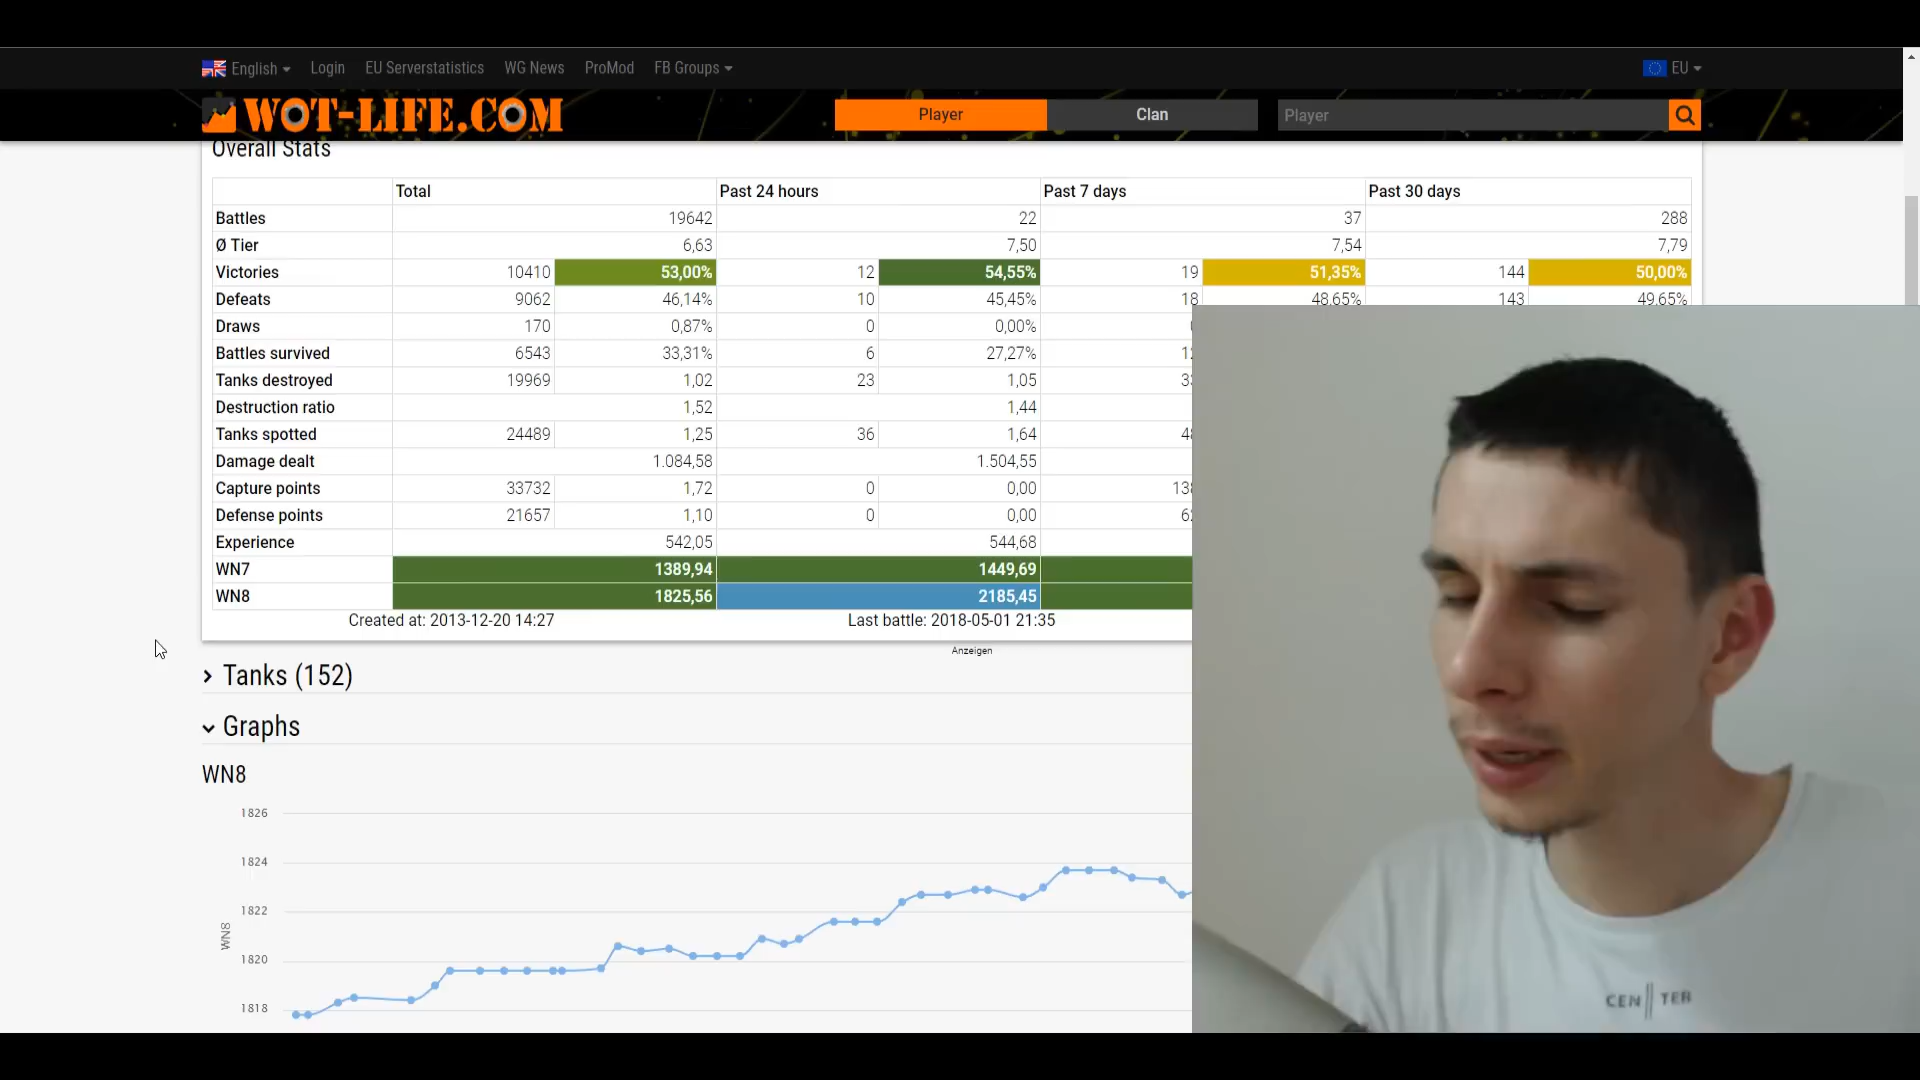 English Login EU Serverstatistics WG News ProMod FB Groups EU
WOT-LIFE.COM Player Clan Player
Overall Stats
Total Past 24 hours Past 7 days Past 30 days
Battles 19642 22 37 288
Ø Tier 6,63 7,50 7,54 7,79
Victories 10410 53,00% 12 54,55% 19 51,35% 144 50,00%
Defeats 9062 46,14% 10 45,45% 18 48,65% 143 49,65%
Draws 170 0,87% 0 0,00%
Battles survived 6543 33,31% 6 27,27%
Tanks destroyed 19969 1,02 23 1,05
Destruction ratio 1,52 1,44
Tanks spotted 24489 1,25 36 1,64
Damage dealt 1.084,58 1.504,55
Capture points 33732 1,72 0 0,00
Defense points 21657 1,10 0 0,00
Experience 542,05 544,68
WN7 1389,94 1449,69
WN8 1825,56 2185,45
Created at: 2013-12-20 14:27 Last battle: 2018-05-01 21:35
Anzeigen
Tanks (152)
Graphs
WN8
1826
1824
1822
WN8
1820
1818
CEN TER